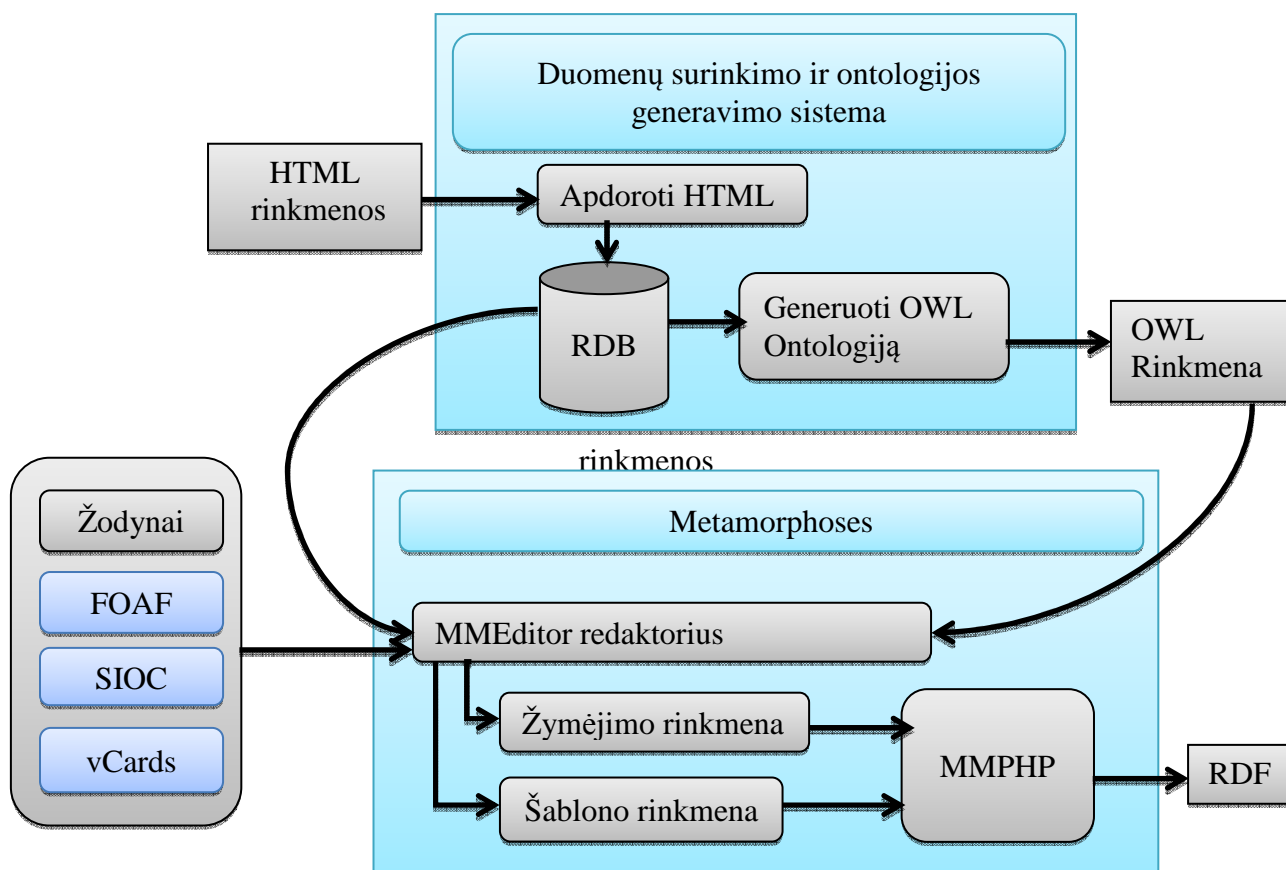 Duomenų surinkimo ir ontologijos
generavimo sistema
HTML
rinkmenos
Apdoroti HTML
RDB
Generuoti OWL
Ontologiją
OWL
Rinkmena
rinkmenos
Žodynai
FOAF
SIOC
vCards
Metamorphoses
MMEditor redaktorius
Žymėjimo rinkmena
Šablono rinkmena
MMPHP
RDF